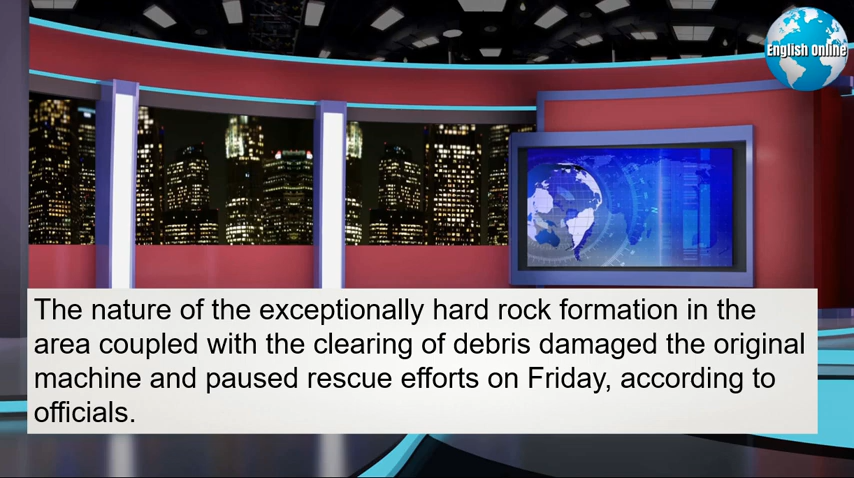 English Online
The nature of the exceptionally hard rock formation in the
area coupled with the clearing of debris damaged the original
machine and paused rescue efforts on Friday, according to
officials.